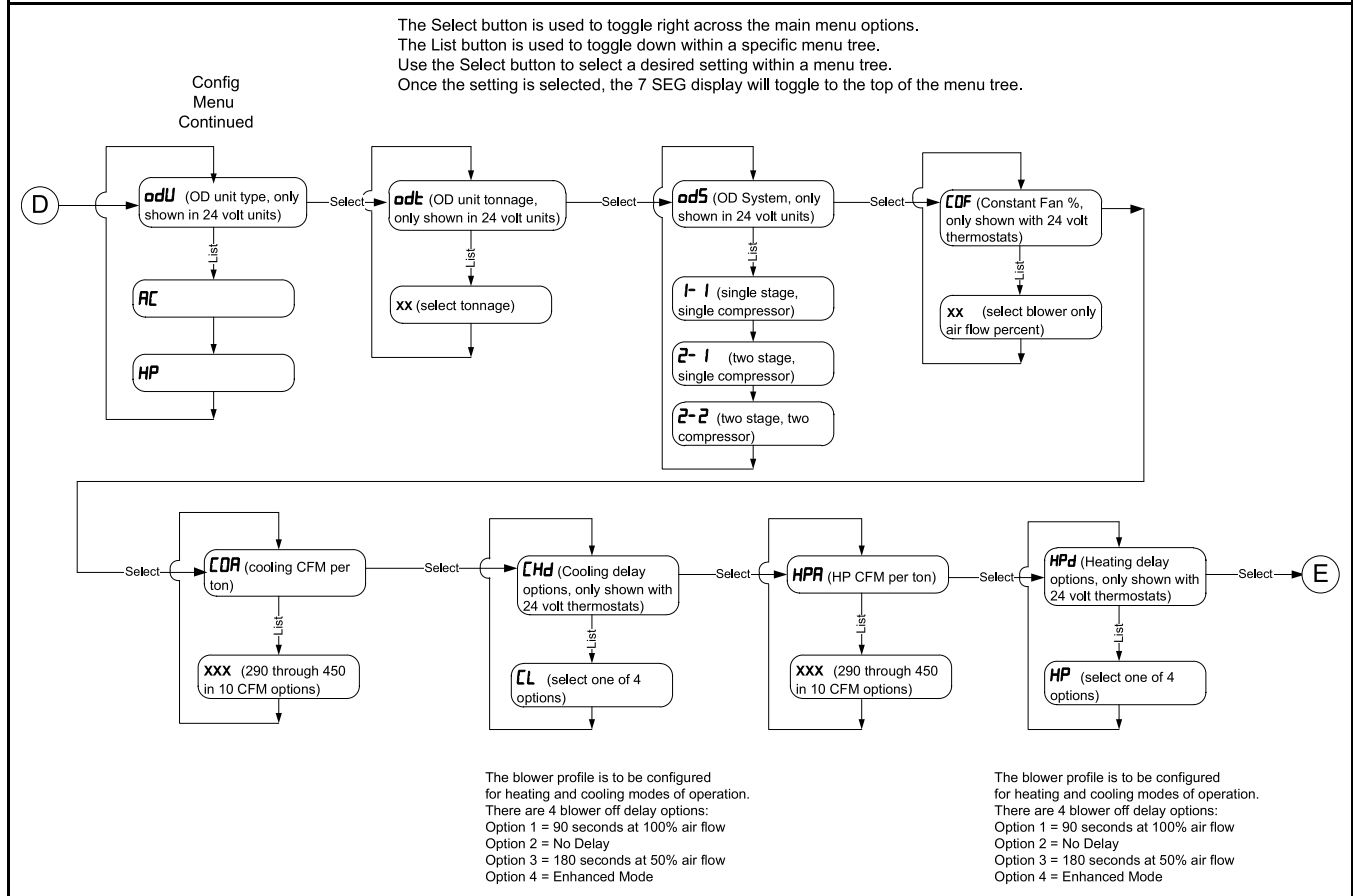 The Select button is used to toggle right across the main menu options.
The List button is used to toggle down within a specific menu tree.
Use the Select button to select a desired setting within a menu tree.
Once the setting is selected, the 7 SEG display will toggle to the top of the menu tree.
Config
Menu
Continued
D
odU (OD unit type, only
shown in 24 volt units)
List
AC
HP
Select
odt (OD unit tonnage,
only shown in 24 volt units)
List
xx (select tonnage)
Select
odS (OD System, only
shown in 24 volt units)
List
1-1 (single stage,
single compressor)
2-1 (two stage,
single compressor)
2-2 (two stage, two
compressor)
Select
COF (Constant Fan %,
only shown with 24 volt
thermostats)
List
xx (select blower only
air flow percent)
Select
COA (cooling CFM per
ton)
List
XXX (290 through 450
in 10 CFM options)
Select
CHd (Cooling delay
options, only shown with
24 volt thermostats)
List
CL (select one of 4
options)
Select
HPA (HP CFM per ton)
List
XXX (290 through 450
in 10 CFM options)
Select
HPd (Heating delay
options, only shown with
24 volt thermostats)
List
HP (select one of 4
options)
Select
E
The blower profile is to be configured
for heating and cooling modes of operation.
There are 4 blower off delay options:
Option 1 = 90 seconds at 100% air flow
Option 2 = No Delay
Option 3 = 180 seconds at 50% air flow
Option 4 = Enhanced Mode
The blower profile is to be configured
for heating and cooling modes of operation.
There are 4 blower off delay options:
Option 1 = 90 seconds at 100% air flow
Option 2 = No Delay
Option 3 = 180 seconds at 50% air flow
Option 4 = Enhanced Mode